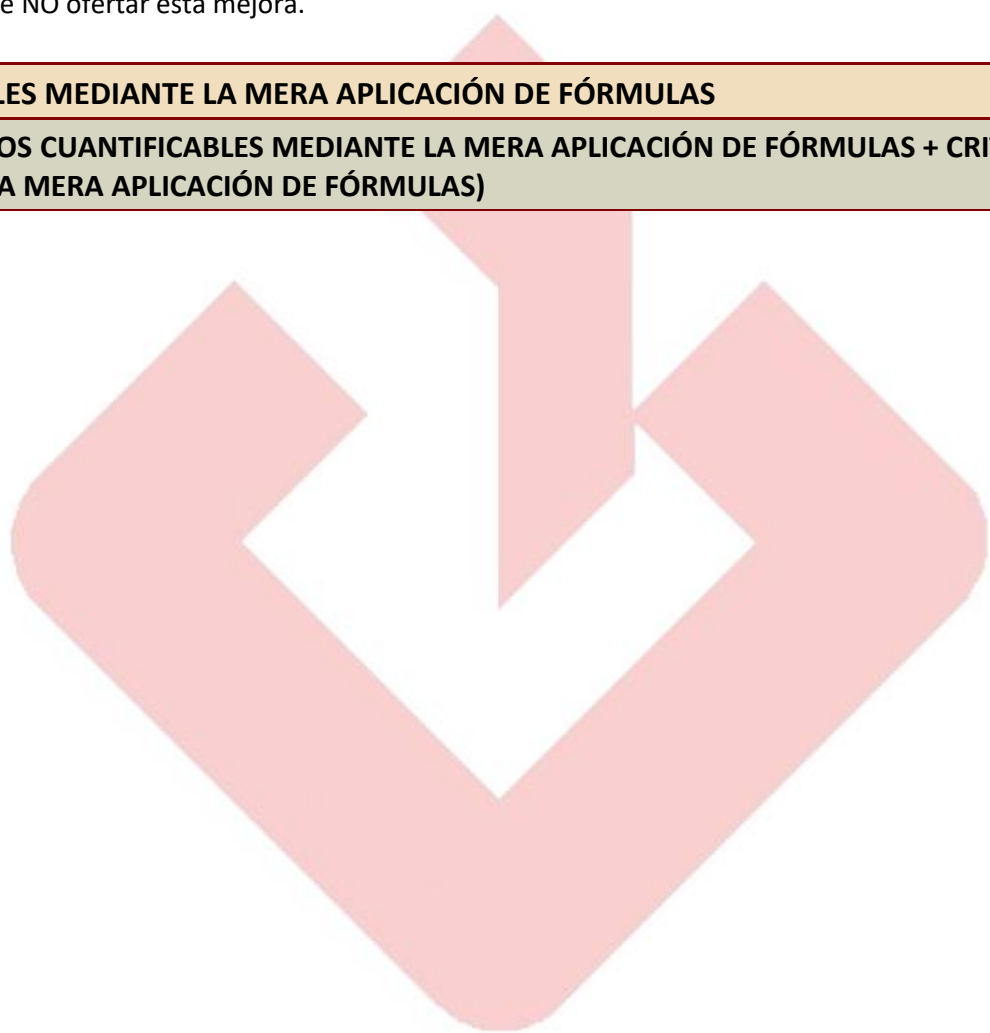 e NO ofertar esta mejora.
LES MEDIANTE LA MERA APLICACIÓN DE FÓRMULAS
OS CUANTIFICABLES MEDIANTE LA MERA APLICACIÓN DE FÓRMULAS + CRI
A MERA APLICACIÓN DE FÓRMULAS)